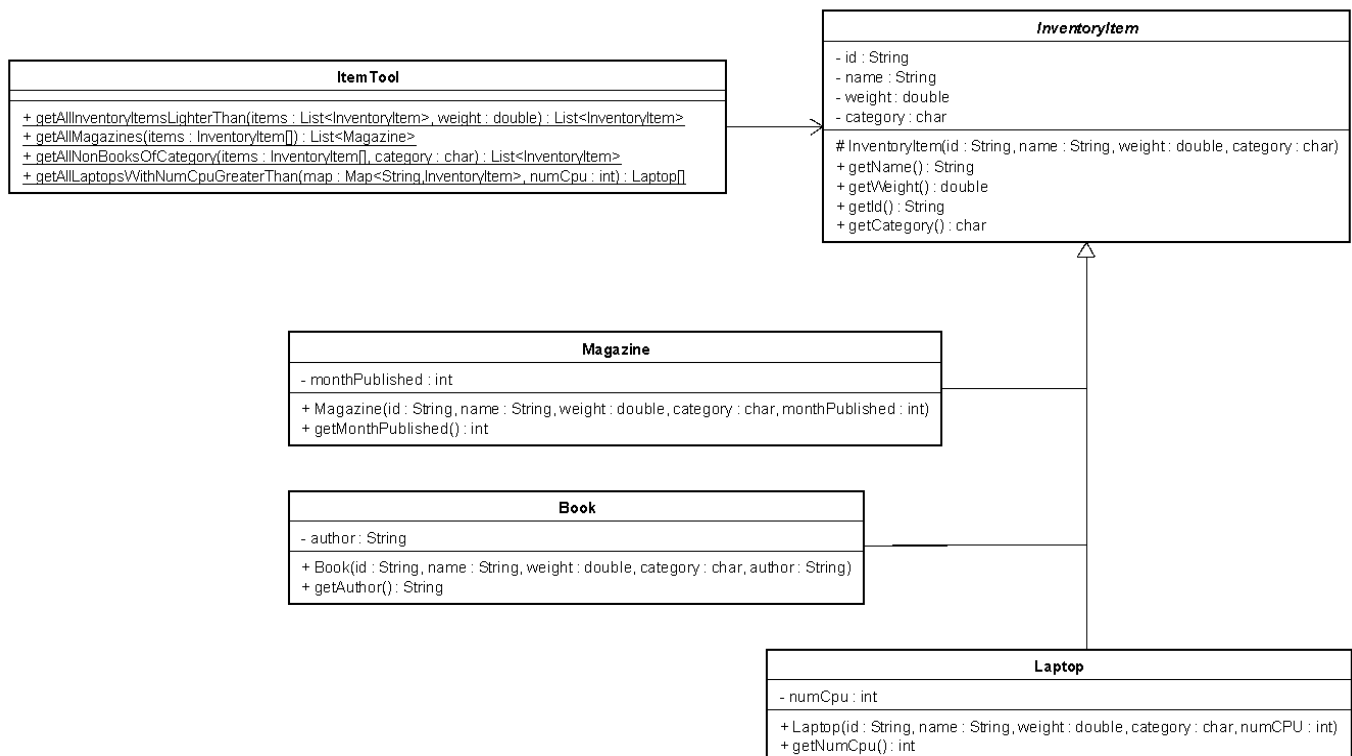 InventoryItem
- id : String
- name : String
- weight : double
- category : char
# InventoryItem(id : String, name : String, weight : double, category : char)
+ getName() : String
+ getWeight() : double
+ getId() : String
+ getCategory() : char
ItemTool
+ getAllInventoryItemsLighterThan(items : List<InventoryItem>, weight : double) : List<InventoryItem>
+ getAllMagazines(items : InventoryItem[]) : List<Magazine>
+ getAllNonBooksOfCategory(items : InventoryItem[], category : char) : List<InventoryItem>
+ getAllLaptopsWithNumCpuGreaterThan(map : Map<String,InventoryItem>, numCpu : int) : Laptop[]
Magazine
- monthPublished : int
+ Magazine(id : String, name : String, weight : double, category : char, monthPublished : int)
+ getMonthPublished() : int
Book
- author : String
+ Book(id : String, name : String, weight : double, category : char, author : String)
+ getAuthor() : String
Laptop
- numCpu : int
+ Laptop(id : String, name : String, weight : double, category : char, numCPU : int)
+ getNumCpu() : int